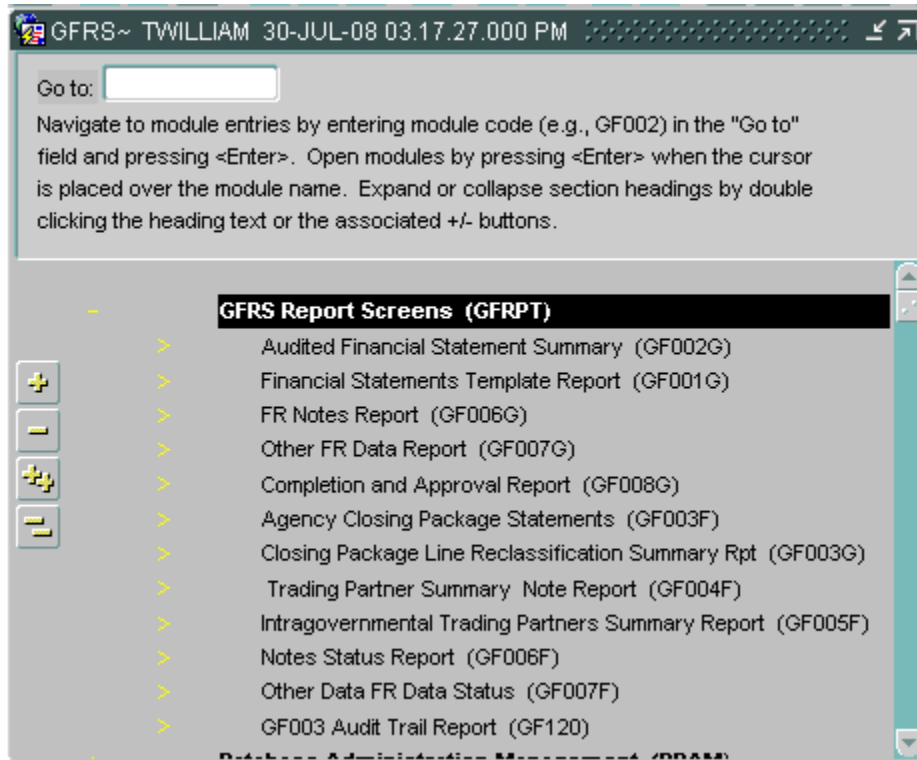 GFRS~ TWILLIAM 30-JUL-08 03.17.27.000 PM
Go to:
Navigate to module entries by entering module code (e.g., GF002) in the "Go to"
field and pressing <Enter>. Open modules by pressing <Enter> when the cursor
is placed over the module name. Expand or collapse section headings by double
clicking the heading text or the associated +/- buttons.
GFRS Report Screens (GFRPT)
Audited Financial Statement Summary (GF002G)
Financial Statements Template Report (GF001G)
FR Notes Report (GF006G)
Other FR Data Report (GF007G)
Completion and Approval Report (GF008G)
Agency Closing Package Statements (GF003F)
Closing Package Line Reclassification Summary Rpt (GF003G)
Trading Partner Summary Note Report (GF004F)
Intragovernmental Trading Partners Summary Report (GF005F)
Notes Status Report (GF006F)
Other Data FR Data Status (GF007F)
GF003 Audit Trail Report (GF120)
Database Administration Management